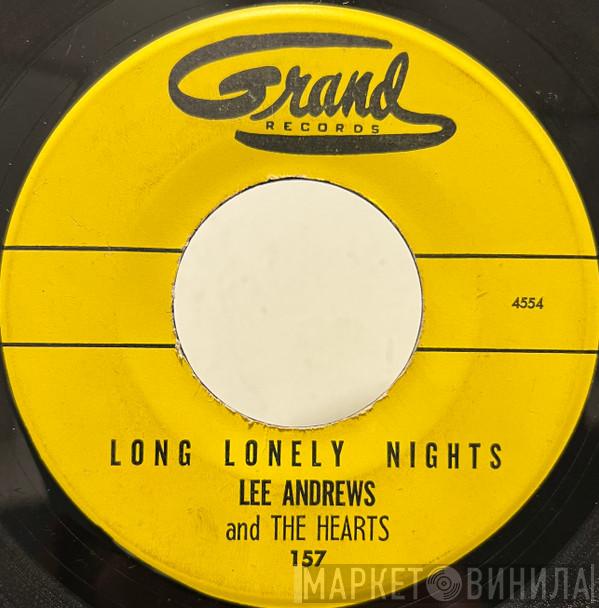 Grand
RECORDS
4554
LONG LONELY NIGHTS
LEE ANDREWS
and THE HEARTS
157
МАРКЕТ ВИНИЛА